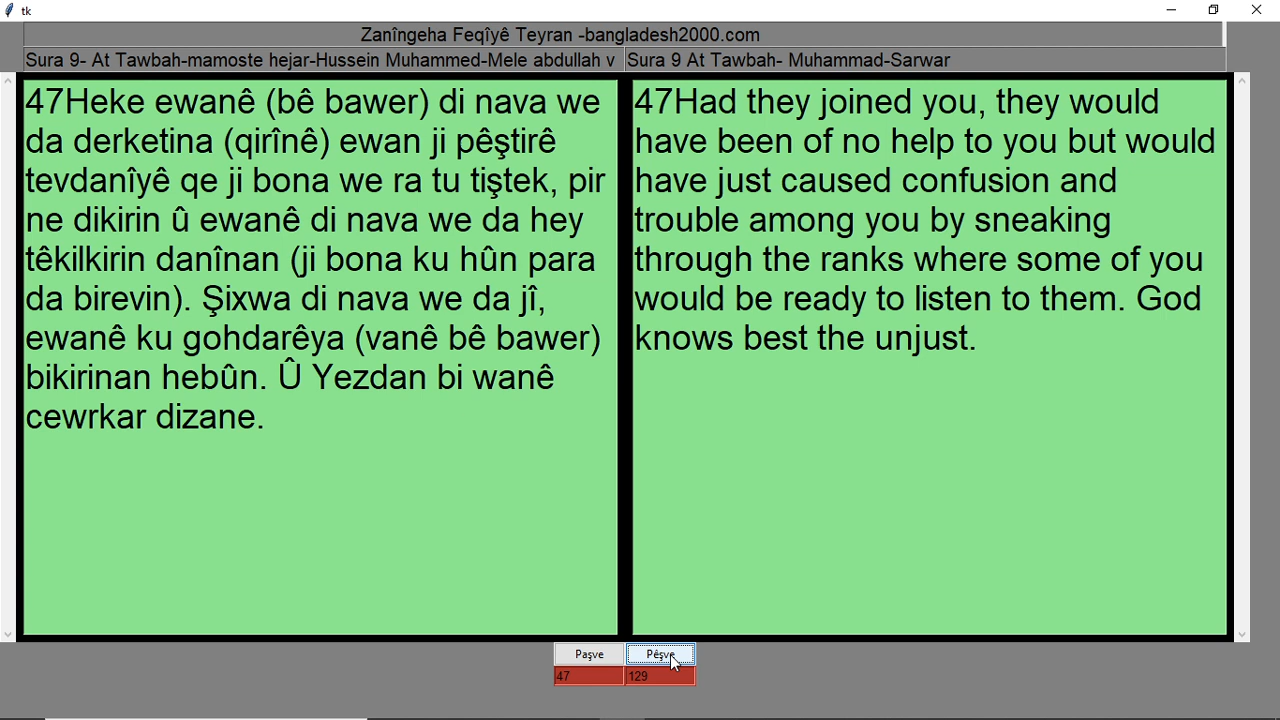 tk
Zanîngeha Feqîyê Teyran -bangladesh2000.com
Sura 9- At Tawbah-mamoste hejar-Hussein Muhammed-Mele abdullah v
Sura 9 At Tawbah- Muhammad-Sarwar
47Heke ewanê (bê bawer) di nava we
da derketina (qirînê) ewan ji pêştirê
tevdanîyê qe ji bona we ra tu tiştek, pir
ne dikirin û ewanê di nava we da hey
têkilkirin danînan (ji bona ku hûn para
da birevin). Şixwa di nava we da jî,
ewanê ku gohdarêya (vanê bê bawer)
bikirinan hebûn. Û Yezdan bi wanê
cewrkar dizane.
47Had they joined you, they would
have been of no help to you but would
have just caused confusion and
trouble among you by sneaking
through the ranks where some of you
would be ready to listen to them. God
knows best the unjust.
Paşve
Pêşve
47
129